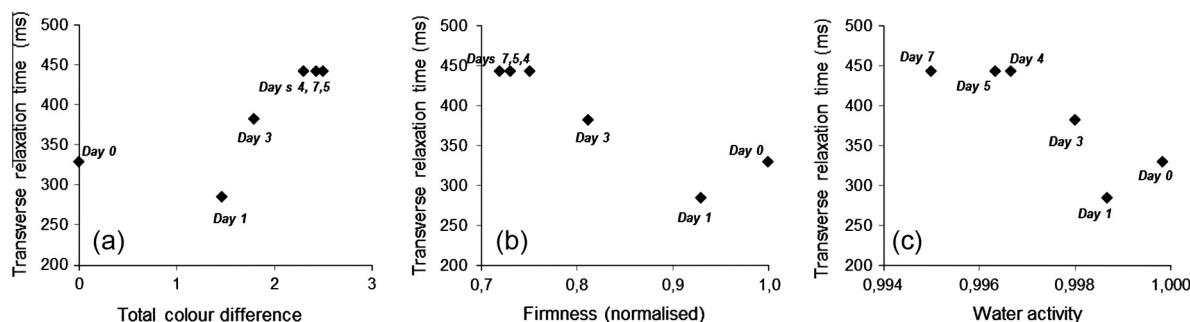 Transverse relaxation time (ms)
500
450
400
350
300
250
200
Day 0
Day 1
Day 3
Day s 4, 7,5
(a)
0
1
2
3
Total colour difference
Transverse relaxation time (ms)
500
450
400
350
300
250
200
Days 7,5,4
Day 3
Day 0
Day 1
(b)
0,7
0,8
0,9
1,0
Firmness (normalised)
Transverse relaxation time (ms)
500
450
400
350
300
250
200
Day 7
Day 4
Day 5
Day 3
Day 0
Day 1
(c)
0,994
0,996
0,998
1,000
Water activity